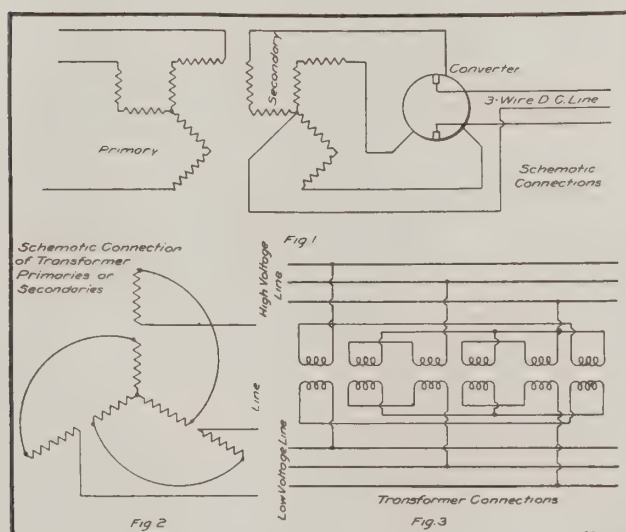 Secondary
Converter
3-Wire D C. Line
Primary
Schematic
Connections
Fig 1
Schematic Connection
of Transformer
Primaries or
Secondaries
High Voltage
Line
Line
Low Voltage Line
Fig 2
Transformer Connections
Fig. 3